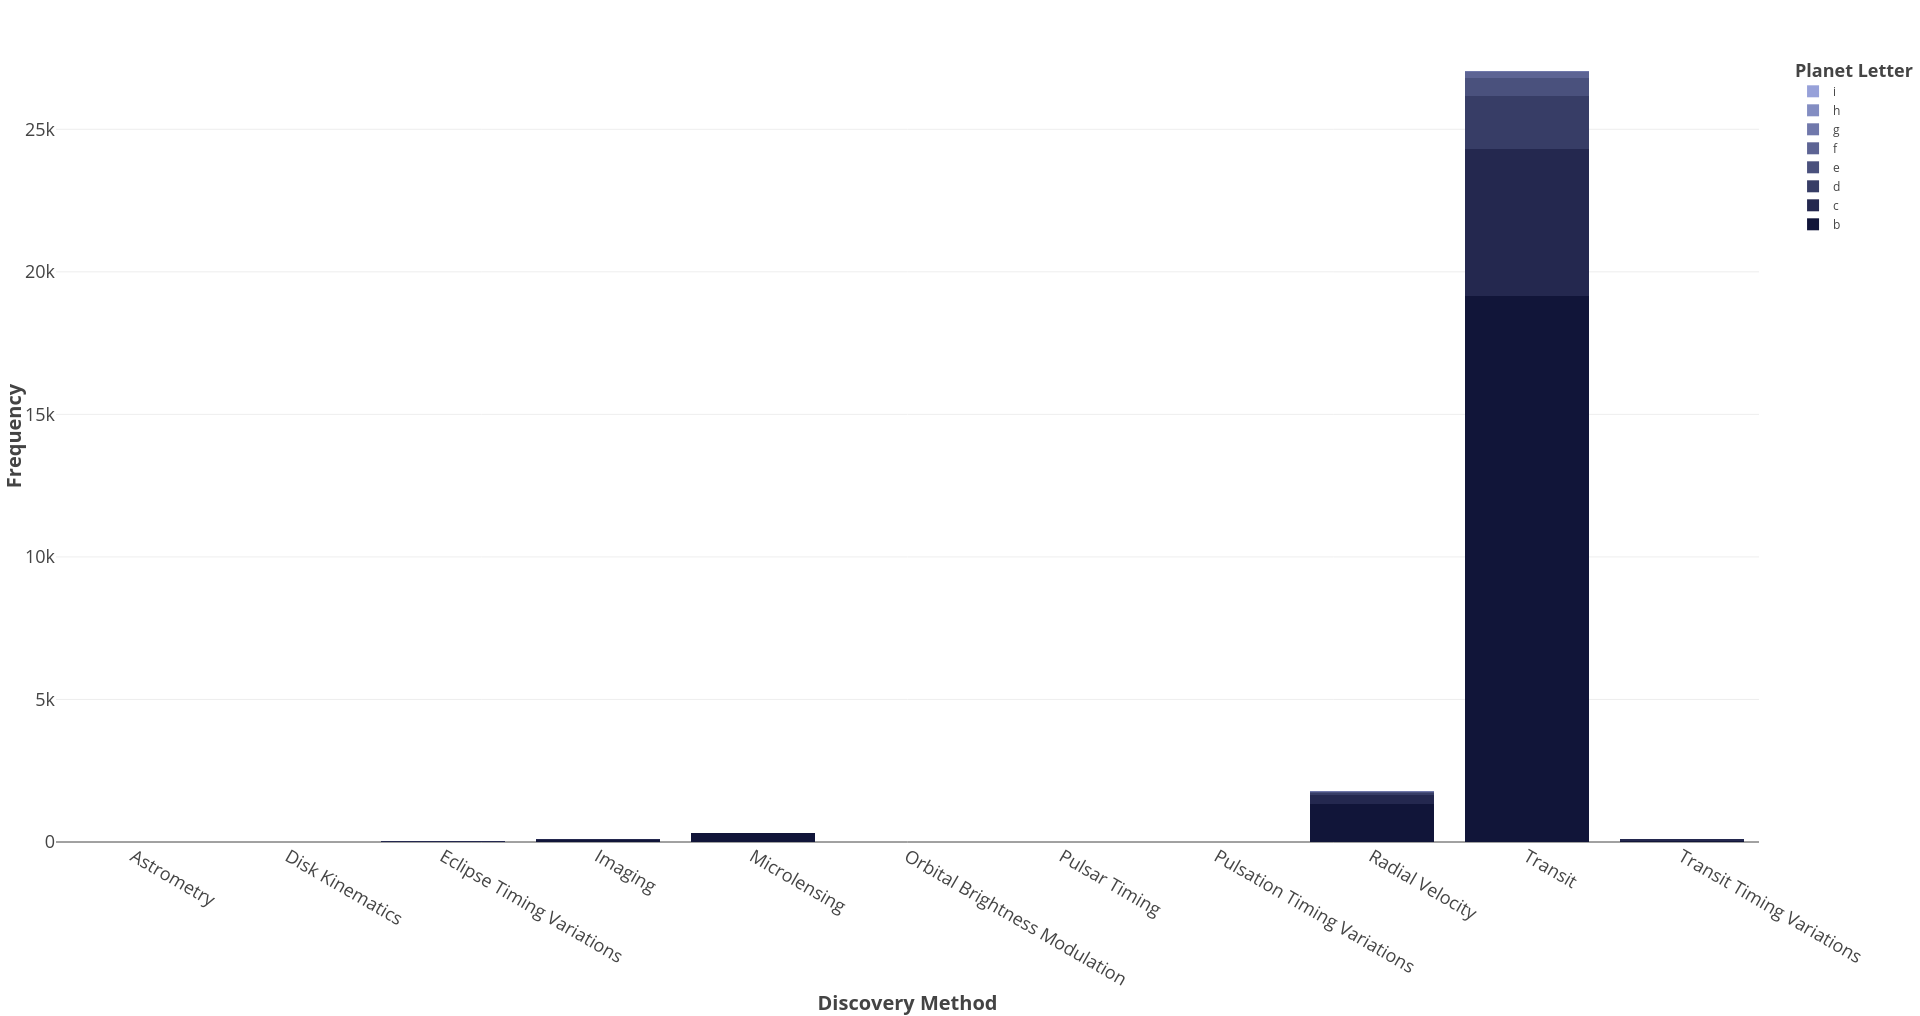 Planet Letter
i
h
g
f
e
d
c
b
Frequency
25k
20k
15k
10k
5k
0
Astrometry
Disk Kinematics
Eclipse Timing Variations
Imaging
Microlensing
Orbital Brightness Modulation
Pulsar Timing
Pulsation Timing Variations
Radial Velocity
Transit
Transit Timing Variations
Discovery Method